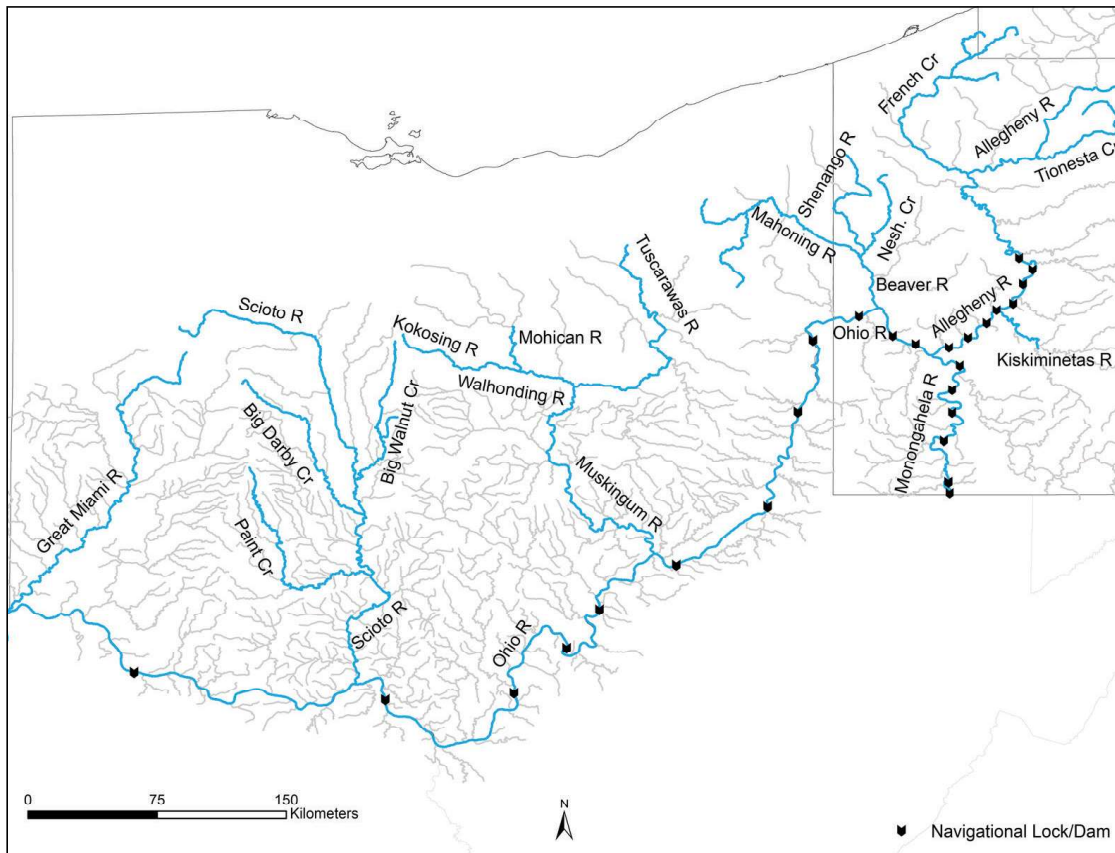 French Cr
Allegheny R
Tionesta Cr
Shenango R
Mahoning R
Nesh. Cr
Tuscarawas R
Beaver R
Scioto R
Allegheny R
Kokosing R
Mohican R
Ohio R
Kiskiminetas R
Walhonding R
Big Walnut Cr
Big Darby Cr
Monongahela R
Muskingum R
Great Miami R
Paint Cr
Scioto R
Ohio R
0 75 150
Kilometers
N
Navigational Lock/Dam